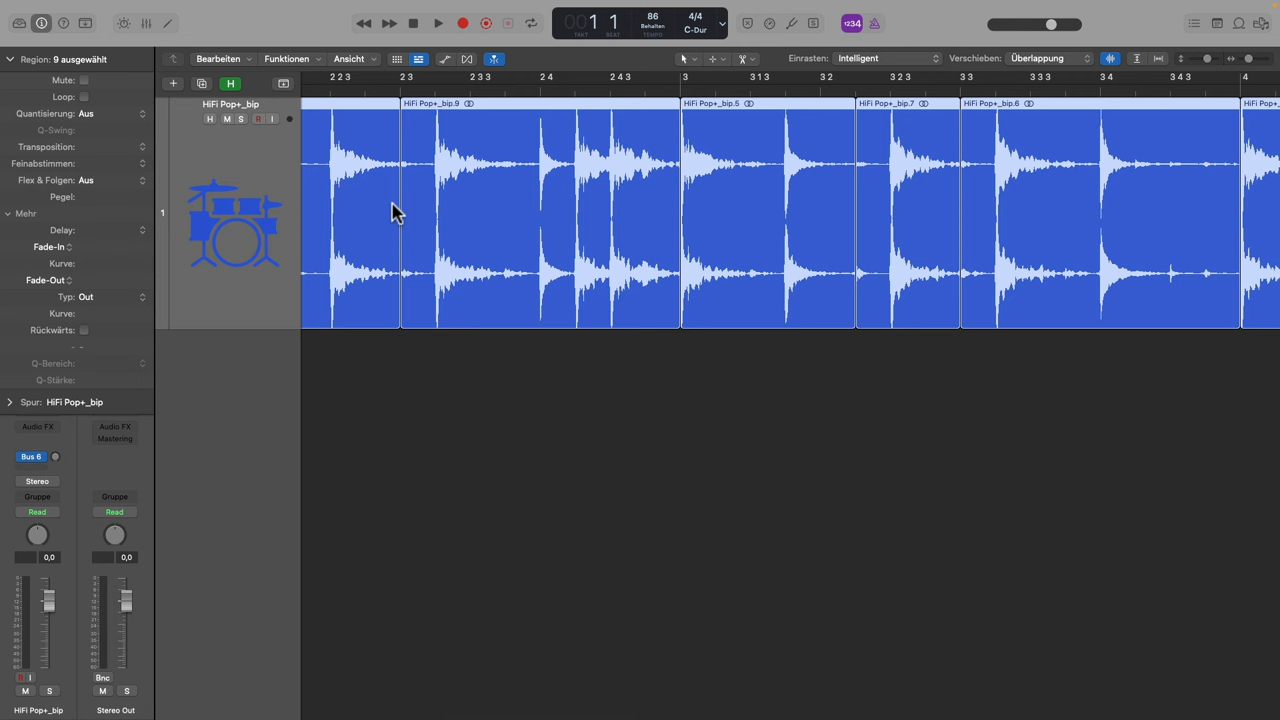 1 1
TAKT BEAT
86
Behalten
TEMPO
4/4
C-Dur
1234
Region: 9 ausgewählt
Bearbeiten
Funktionen
Ansicht
Einrasten: Intelligent
Verschieben: Überlappung
Mute:
Loop:
Quantisierung: Aus
Q-Swing:
Transposition:
Feinabstimmen:
Flex & Folgen: Aus
Pegel:
Mehr
Delay:
Fade-In
Kurve:
Fade-Out
Typ: Out
Kurve:
Rückwärts:
Q-Bereich:
Q-Stärke:
Spur: HiFi Pop+_bip
H
2 2 3
2 3
2 3 3
2 4
2 4 3
3
3 1 3
3 2
3 3
3 3 3
3 4
3 4 3
4
HiFi Pop+_bip
H M S R I
1
HiFi Pop+_bip.9
HiFi Pop+_bip.5
HiFi Pop+_bip.7
HiFi Pop+_bip.6
HiFi Pop+_
Audio FX
Audio FX
Mastering
Bus 6
Stereo
Gruppe
Gruppe
Read
Read
0,0
0,0
R I
Bnc
M S
M S
HiFi Pop+_bip
Stereo Out